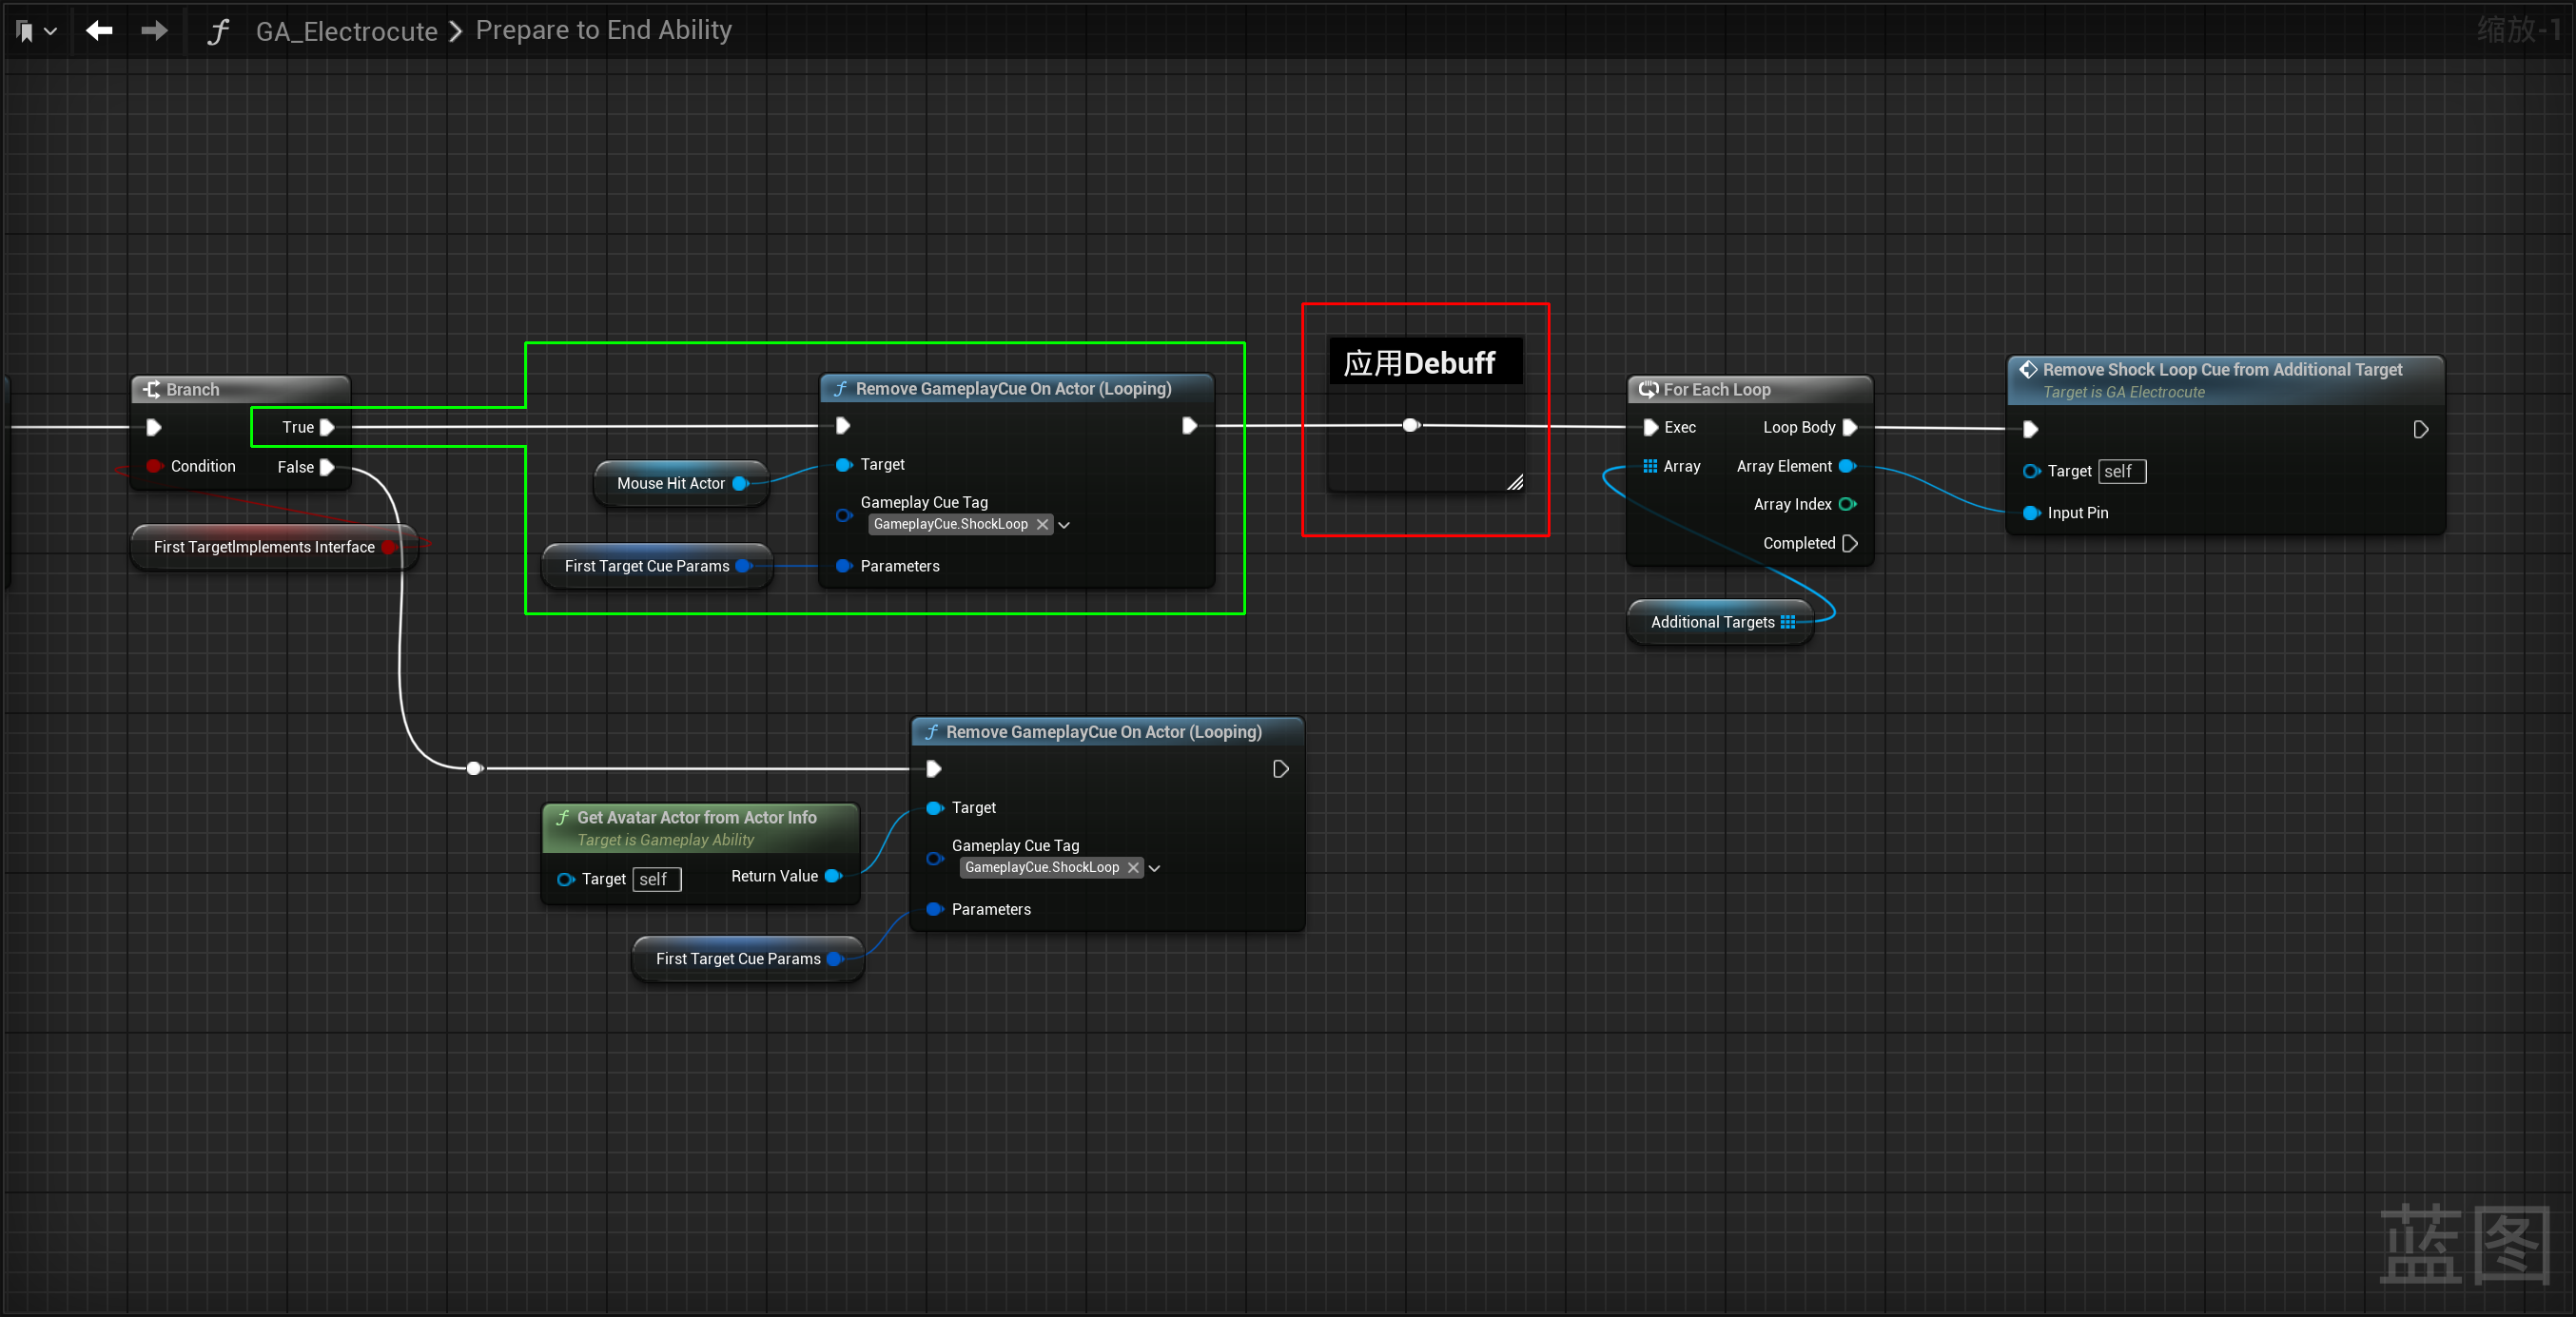 GA_Electrocute > Prepare to End Ability
缩放-1
Branch
True
Condition
False
First TargetImplements Interface
Remove GameplayCue On Actor (Looping)
Mouse Hit Actor
Target
Gameplay Cue Tag
GameplayCue.ShockLoop
First Target Cue Params
Parameters
应用Debuff
For Each Loop
Exec
Loop Body
Array
Array Element
Array Index
Completed
Additional Targets
Remove Shock Loop Cue from Additional Target
Target is GA Electrocute
Target self
Input Pin
Remove GameplayCue On Actor (Looping)
Target
Gameplay Cue Tag
GameplayCue.ShockLoop
Parameters
Get Avatar Actor from Actor Info
Target is Gameplay Ability
Target self
Return Value
First Target Cue Params
蓝图